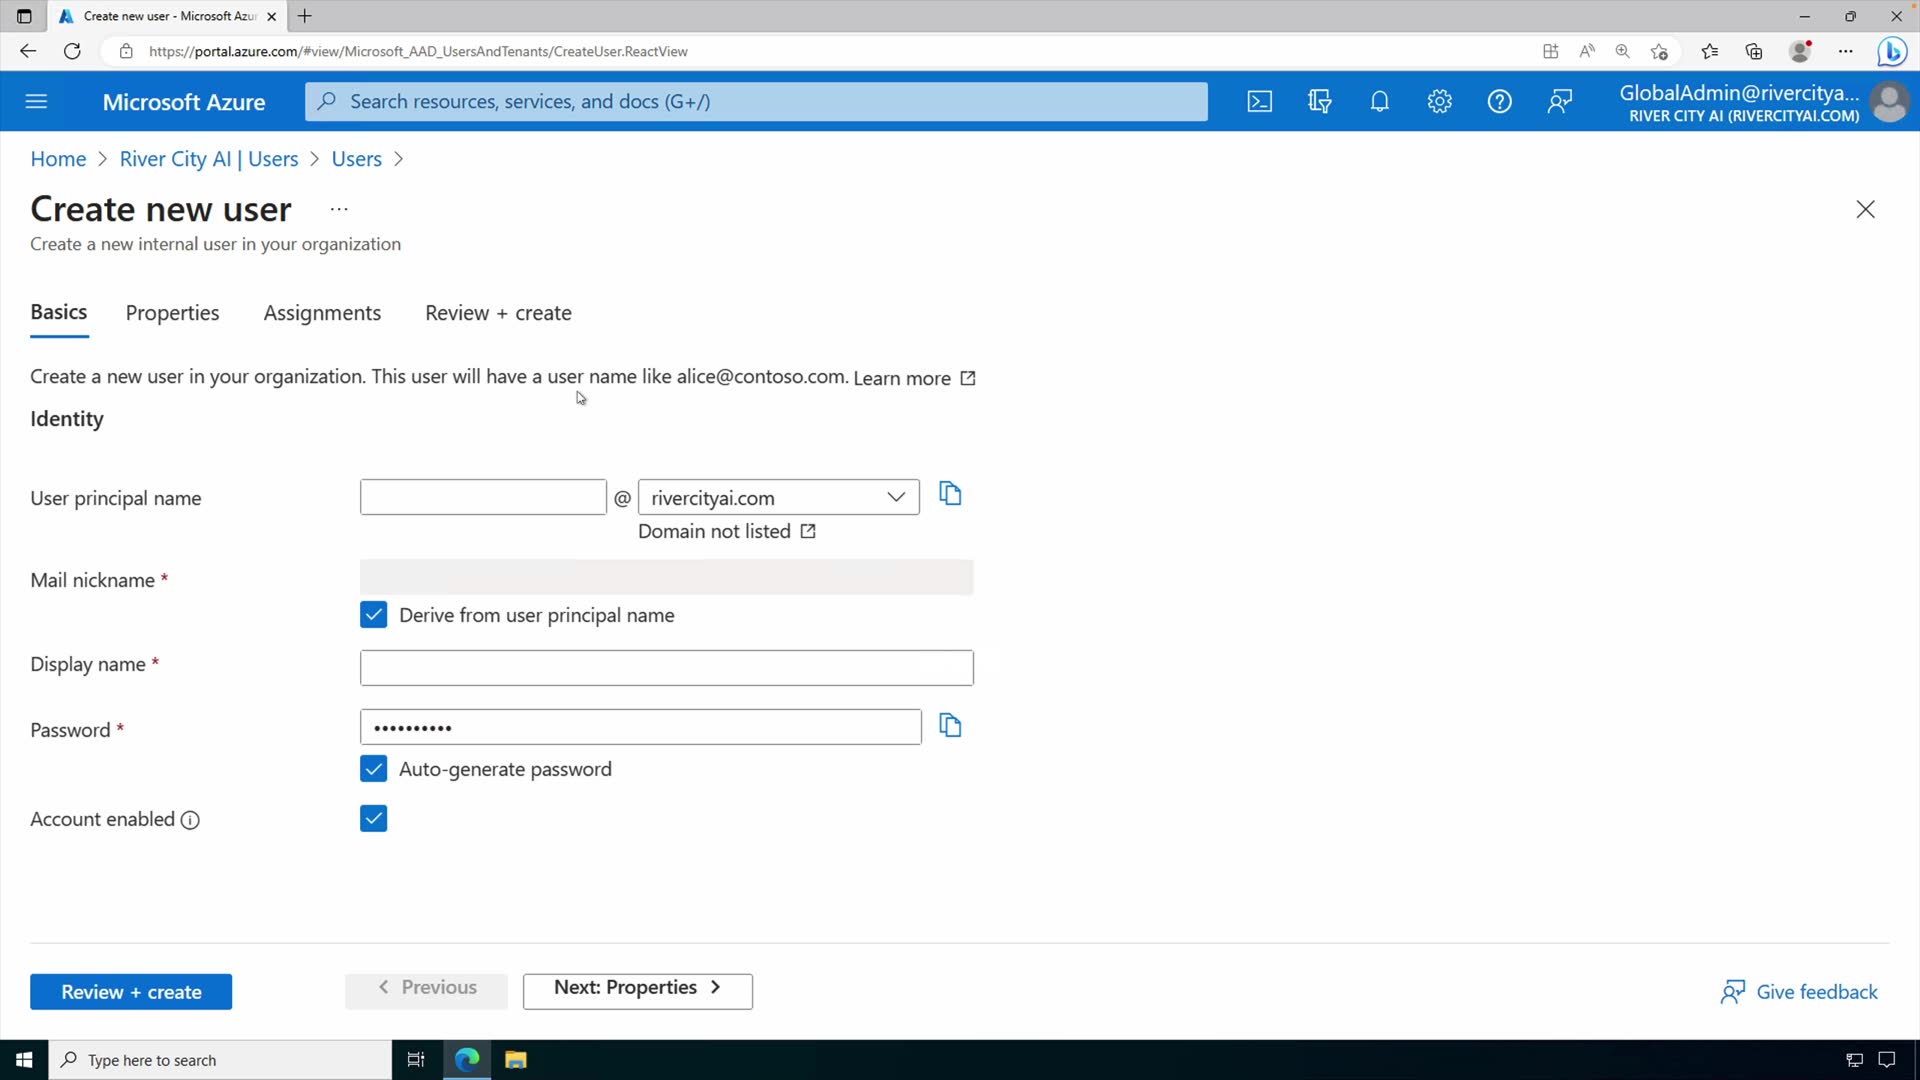 Create new user - Microsoft Azur
https://portal.azure.com/#view/Microsoft_AAD_UsersAndTenants/CreateUser.ReactView
Microsoft Azure
Search resources, services, and docs (G+/)
GlobalAdmin@rivercitya...
RIVER CITY AI (RIVERCITYAI.COM)
Home > River City AI | Users > Users >
Create new user ...
Create a new internal user in your organization
Basics Properties Assignments Review + create
Create a new user in your organization. This user will have a user name like alice@contoso.com. Learn more
Identity
User principal name @ rivercityai.com
Domain not listed
Mail nickname *
Derive from user principal name
Display name *
Password * ••••••••••
Auto-generate password
Account enabled
Review + create < Previous Next: Properties > Give feedback
Type here to search